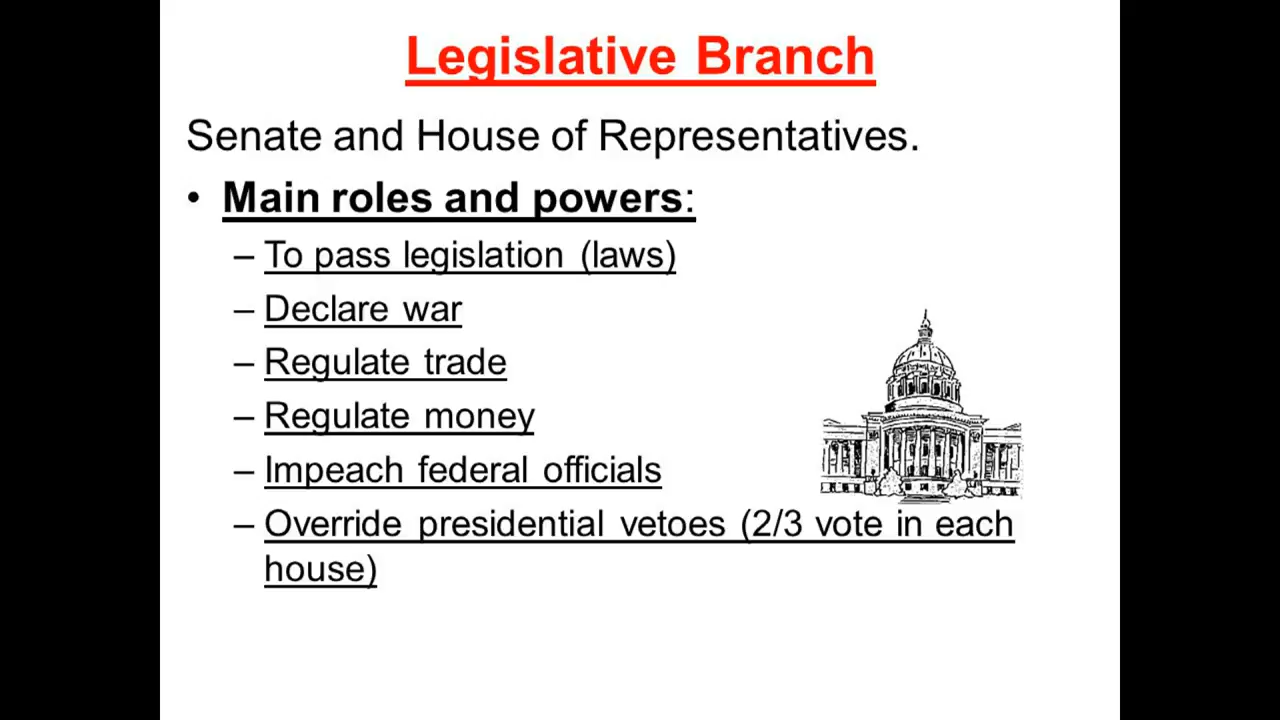 Legislative Branch
Senate and House of Representatives.
• Main roles and powers:
– To pass legislation (laws)
– Declare war
– Regulate trade
– Regulate money
– Impeach federal officials
– Override presidential vetoes (2/3 vote in each
house)